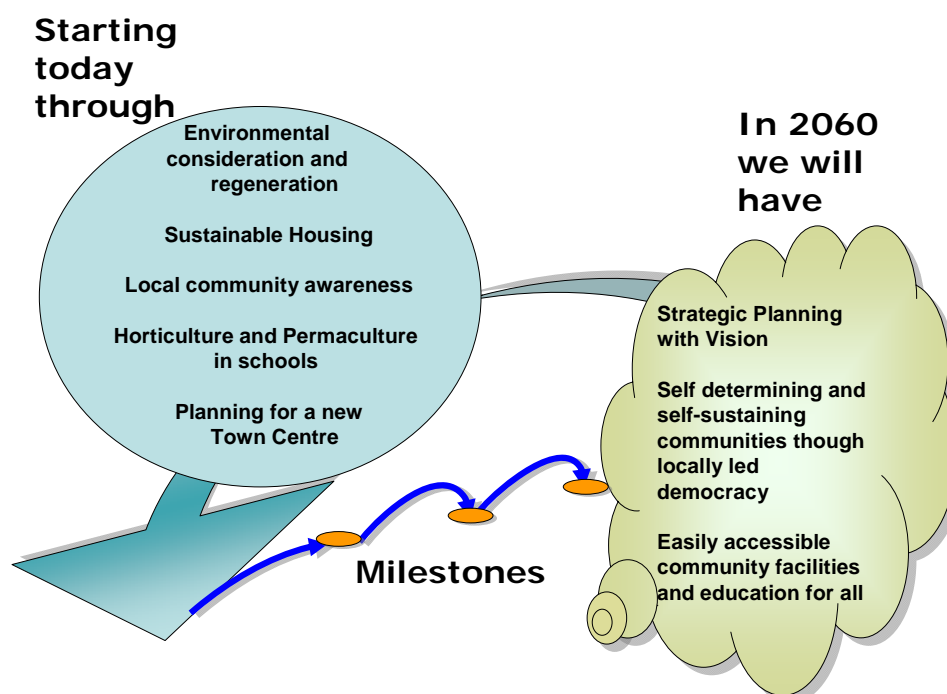 Starting
today
through
Environmental
consideration and
regeneration
Sustainable Housing
Local community awareness
Horticulture and Permaculture
in schools
Planning for a new
Town Centre
Milestones
In 2060
we will
have
Strategic Planning
with Vision
Self determining and
self-sustaining
communities though
locally led
democracy
Easily accessible
community facilities
and education for all